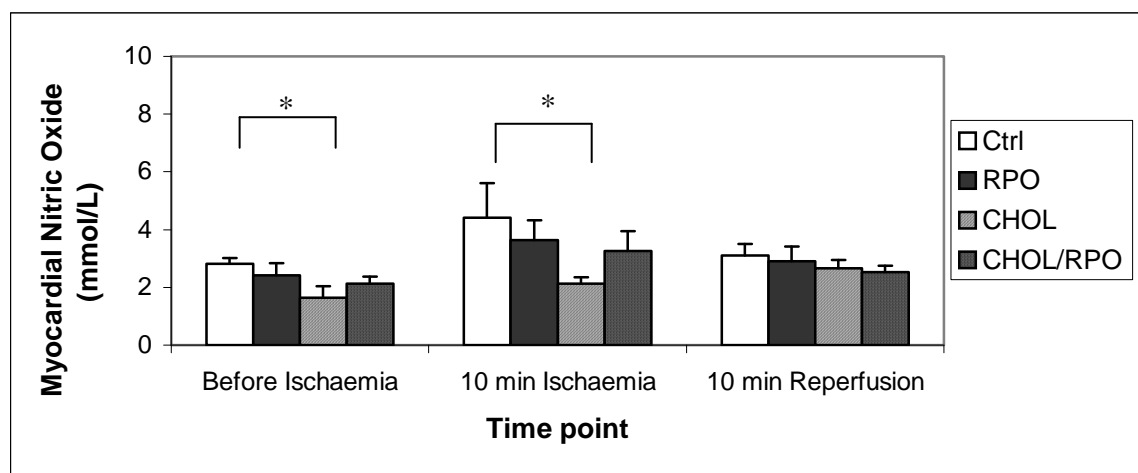 Myocardial Nitric Oxide
(mmol/L)
10
8
6
4
2
0
*
*
Before Ischaemia
10 min Ischaemia
10 min Reperfusion
Time point
Ctrl
RPO
CHOL
CHOL/RPO